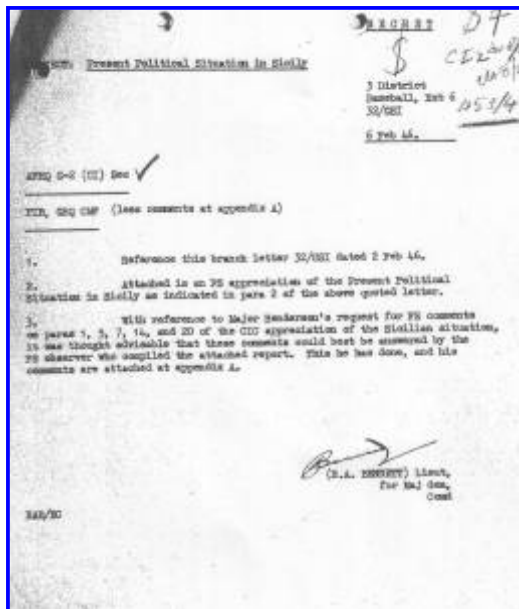 SECRET
$
SUBJECT: Present Political Situation in Sicily
3 District
Baseball, Ext 6
32/GSI
6 Feb 46.
AFHQ G-2 (CI) Sec
GHQ CMF (less comments at appendix A)
1. Reference this branch letter 32/GSI dated 2 Feb 46.
2. Attached is an FS appreciation of the Present Political
Situation in Sicily as indicated in para 2 of the above quoted letter.
3. With reference to Major Henderson's request for FS comments
on paras 1, 3, 7, 14, and 20 of the CIC appreciation of the Sicilian situation,
it was thought advisable that these comments could best be answered by the
FS observer who compiled the attached report. This he has done, and his
comments are attached at appendix A.
(R.A. BENNETT) Lieut,
for Maj Gen,
Comd